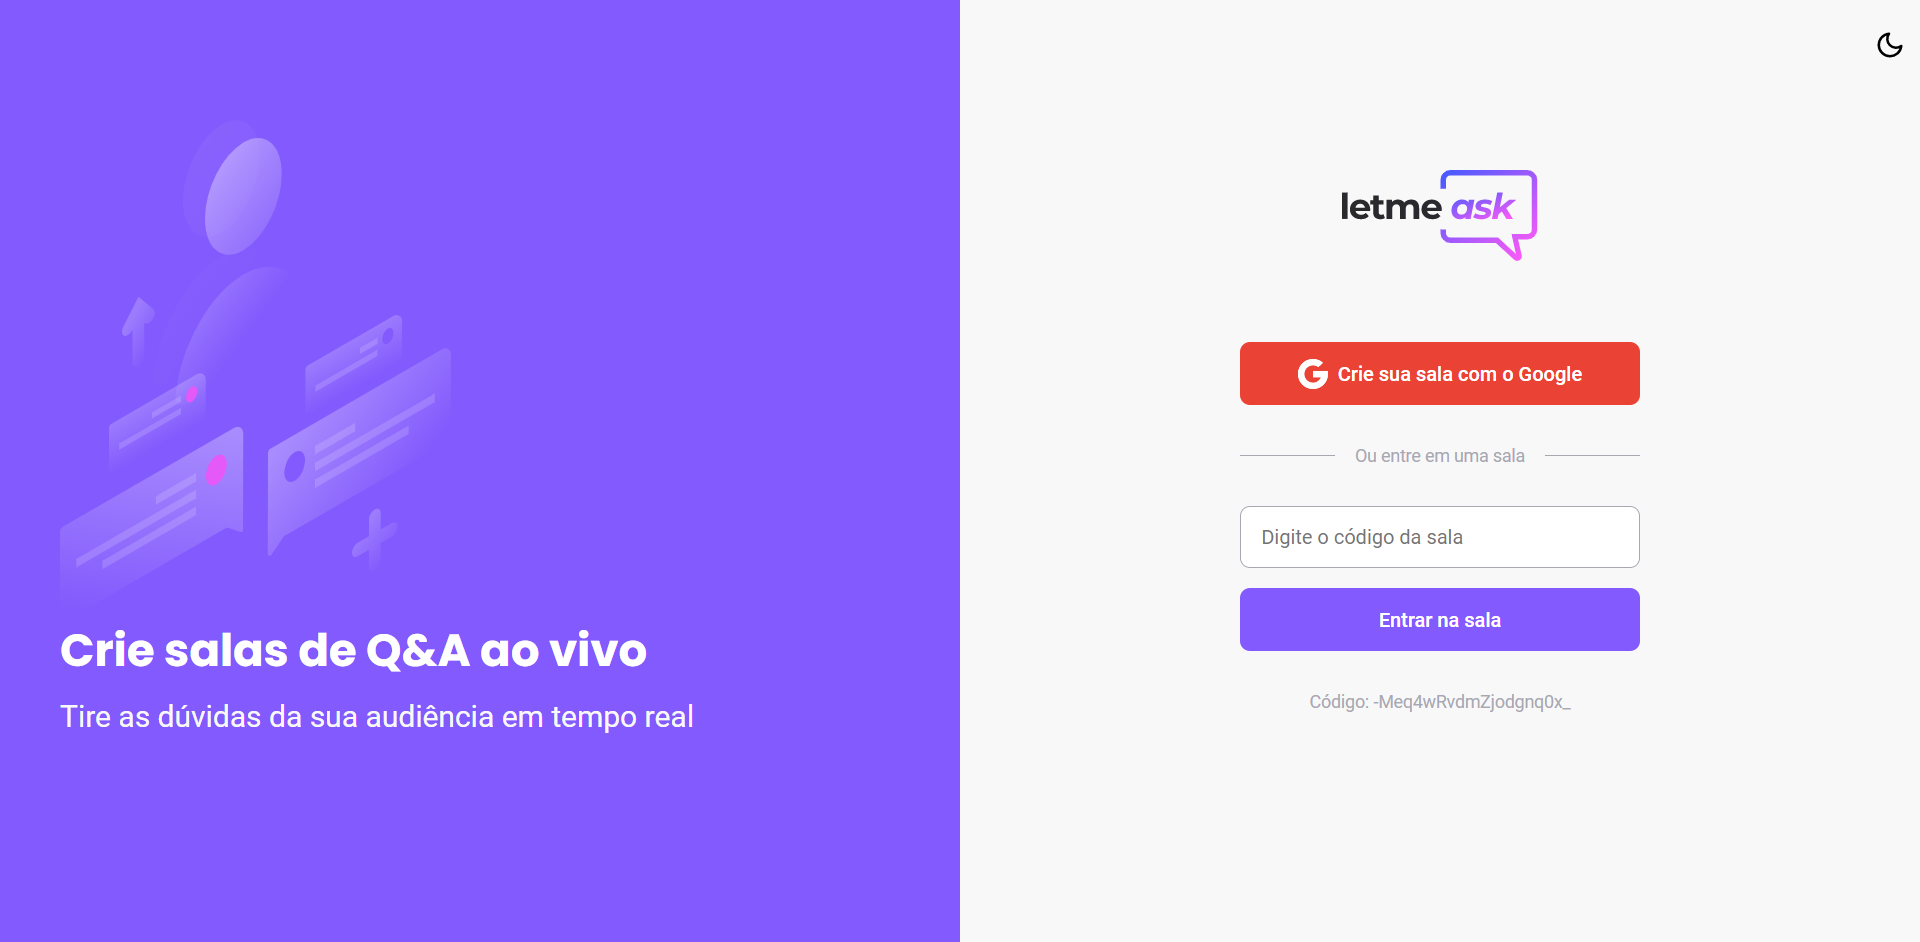 Crie salas de Q&A ao vivo
Tire as dúvidas da sua audiência em tempo real
letme ask
Crie sua sala com o Google
Ou entre em uma sala
Digite o código da sala
Entrar na sala
Código: -Meq4wRvdmZjodgnq0x_